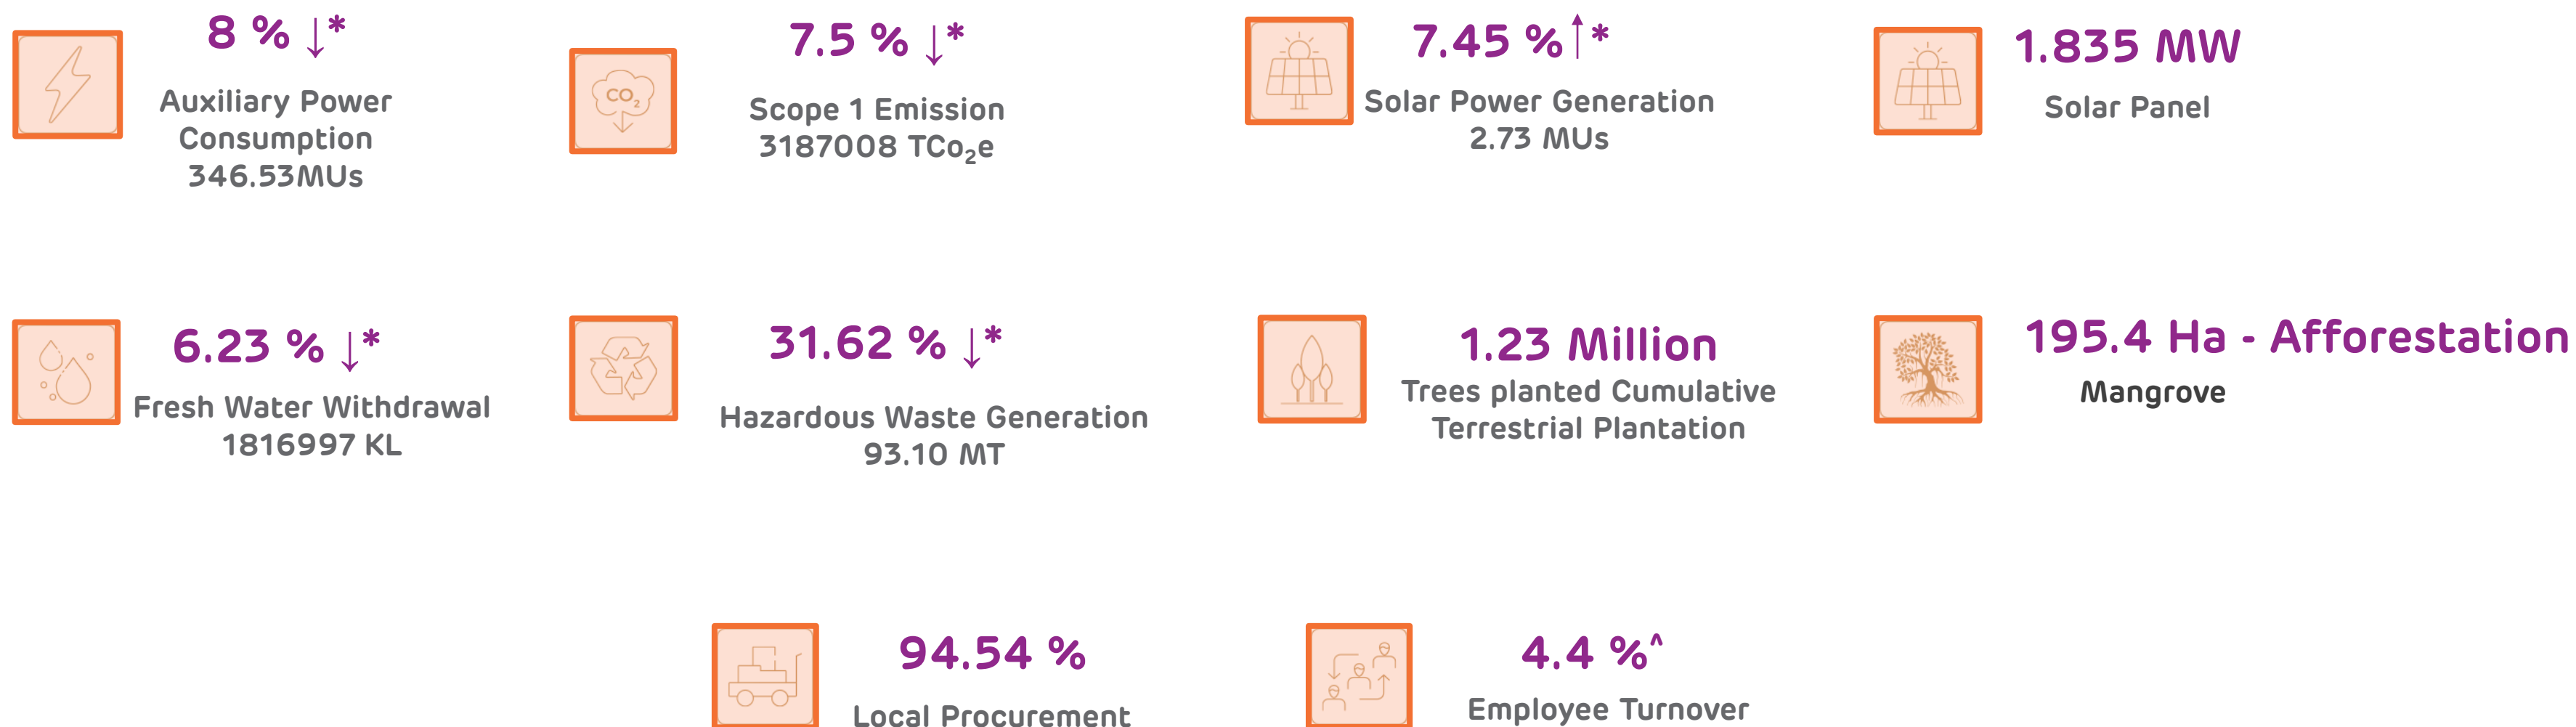 8 % ↓*
Auxiliary Power
Consumption
346.53MUs
CO₂
7.5 % ↓*
Scope 1 Emission
3187008 TCo₂e
7.45 % ↑*
Solar Power Generation
2.73 MUs
1.835 MW
Solar Panel
6.23 % ↓*
Fresh Water Withdrawal
1816997 KL
31.62 % ↓*
Hazardous Waste Generation
93.10 MT
1.23 Million
Trees planted Cumulative
Terrestrial Plantation
195.4 Ha - Afforestation
Mangrove
94.54 %
Local Procurement
4.4 %^
Employee Turnover